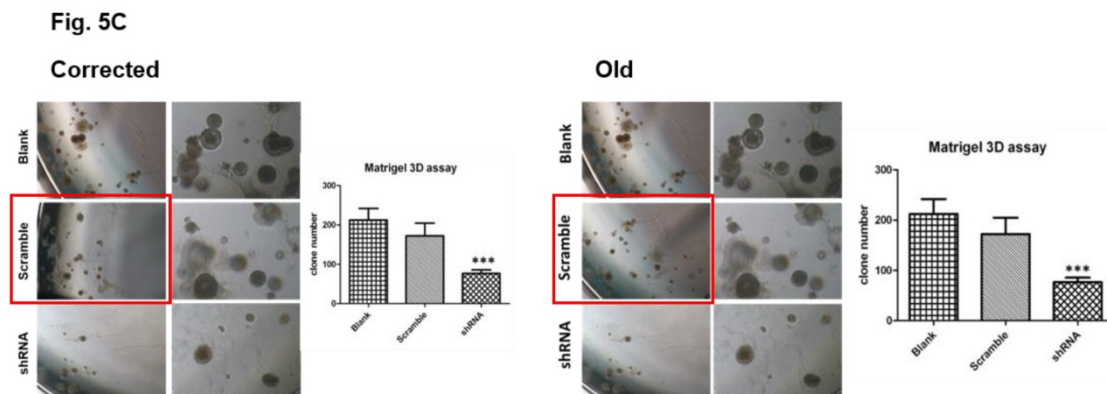 Fig. 5C
Corrected
Blank
Scramble
shRNA
Matrigel 3D assay
clone number
300
200
100
0
***
Blank
Scramble
shRNA
Old
Blank
Scramble
shRNA
Matrigel 3D assay
clone number
300
200
100
0
***
Blank
Scramble
shRNA